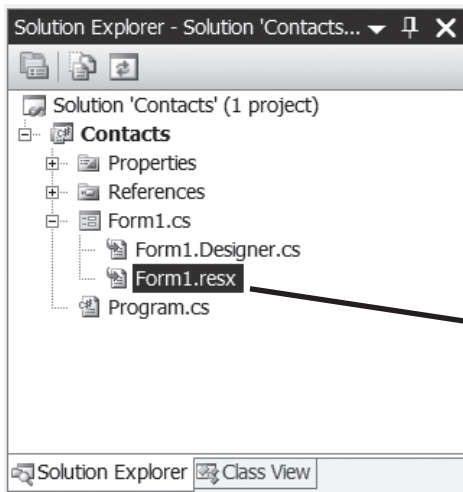 Solution Explorer - Solution 'Contacts...
Solution 'Contacts' (1 project)
Contacts
Properties
References
Form1.cs
Form1.Designer.cs
Form1.resx
Program.cs
Solution Explorer Class View